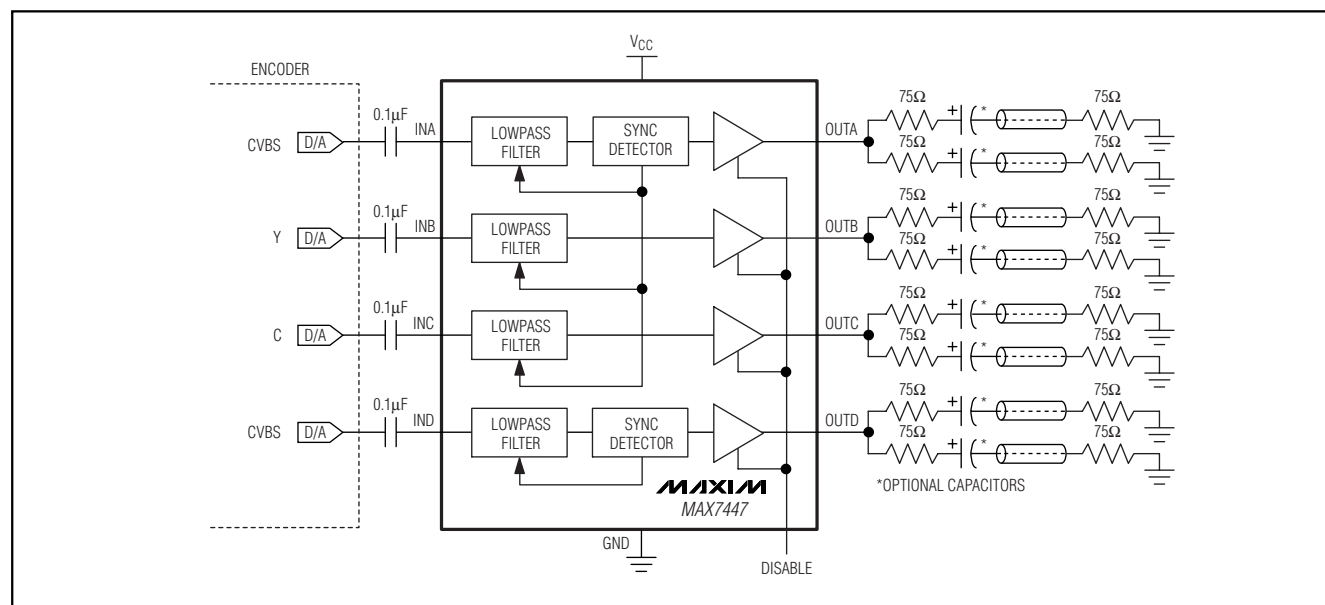 VCC
ENCODER
CVBS D/A 0.1µF INA LOWPASS FILTER SYNC DETECTOR OUTA 75Ω + * 75Ω
75Ω + * 75Ω
Y D/A 0.1µF INB LOWPASS FILTER OUTB 75Ω + * 75Ω
75Ω + * 75Ω
C D/A 0.1µF INC LOWPASS FILTER OUTC 75Ω + * 75Ω
75Ω + * 75Ω
CVBS D/A 0.1µF IND LOWPASS FILTER SYNC DETECTOR OUTD 75Ω + * 75Ω
75Ω + * 75Ω
*OPTIONAL CAPACITORS
MAXIM
MAX7447
GND
DISABLE